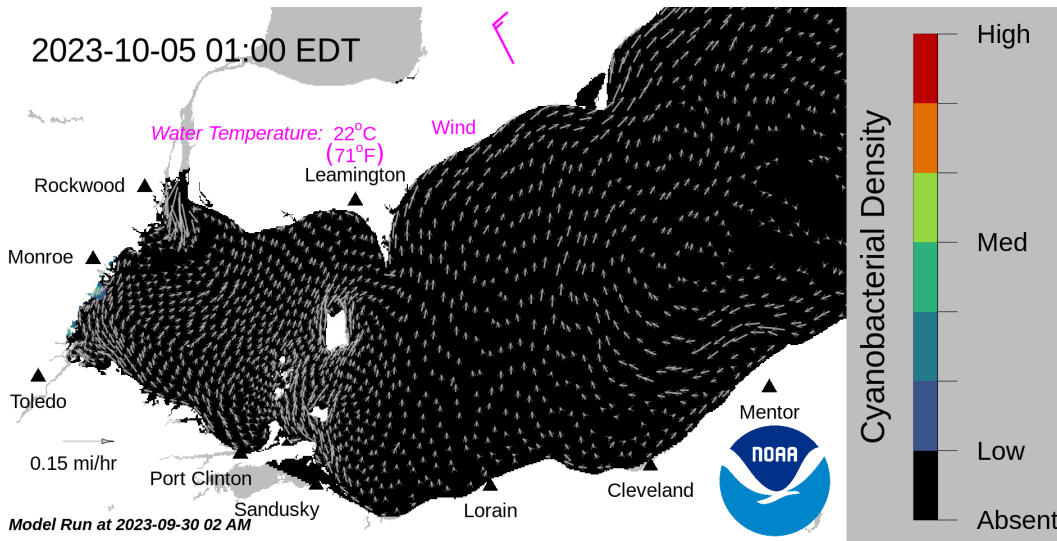 2023-10-05 01:00 EDT
Wind
Water Temperature: 22°C
(71°F)
Leamington
Rockwood
Monroe
Toledo
0.15 mi/hr
Port Clinton
Sandusky
Lorain
Cleveland
Mentor
NOAA
Model Run at 2023-09-30 02 AM
Cyanobacterial Density
High
Med
Low
Absent